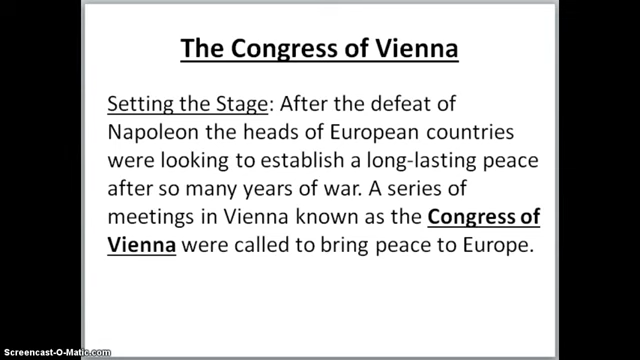 The Congress of Vienna
Setting the Stage: After the defeat of
Napoleon the heads of European countries
were looking to establish a long-lasting peace
after so many years of war. A series of
meetings in Vienna known as the Congress of
Vienna were called to bring peace to Europe.
Screencast-O-Matic.com